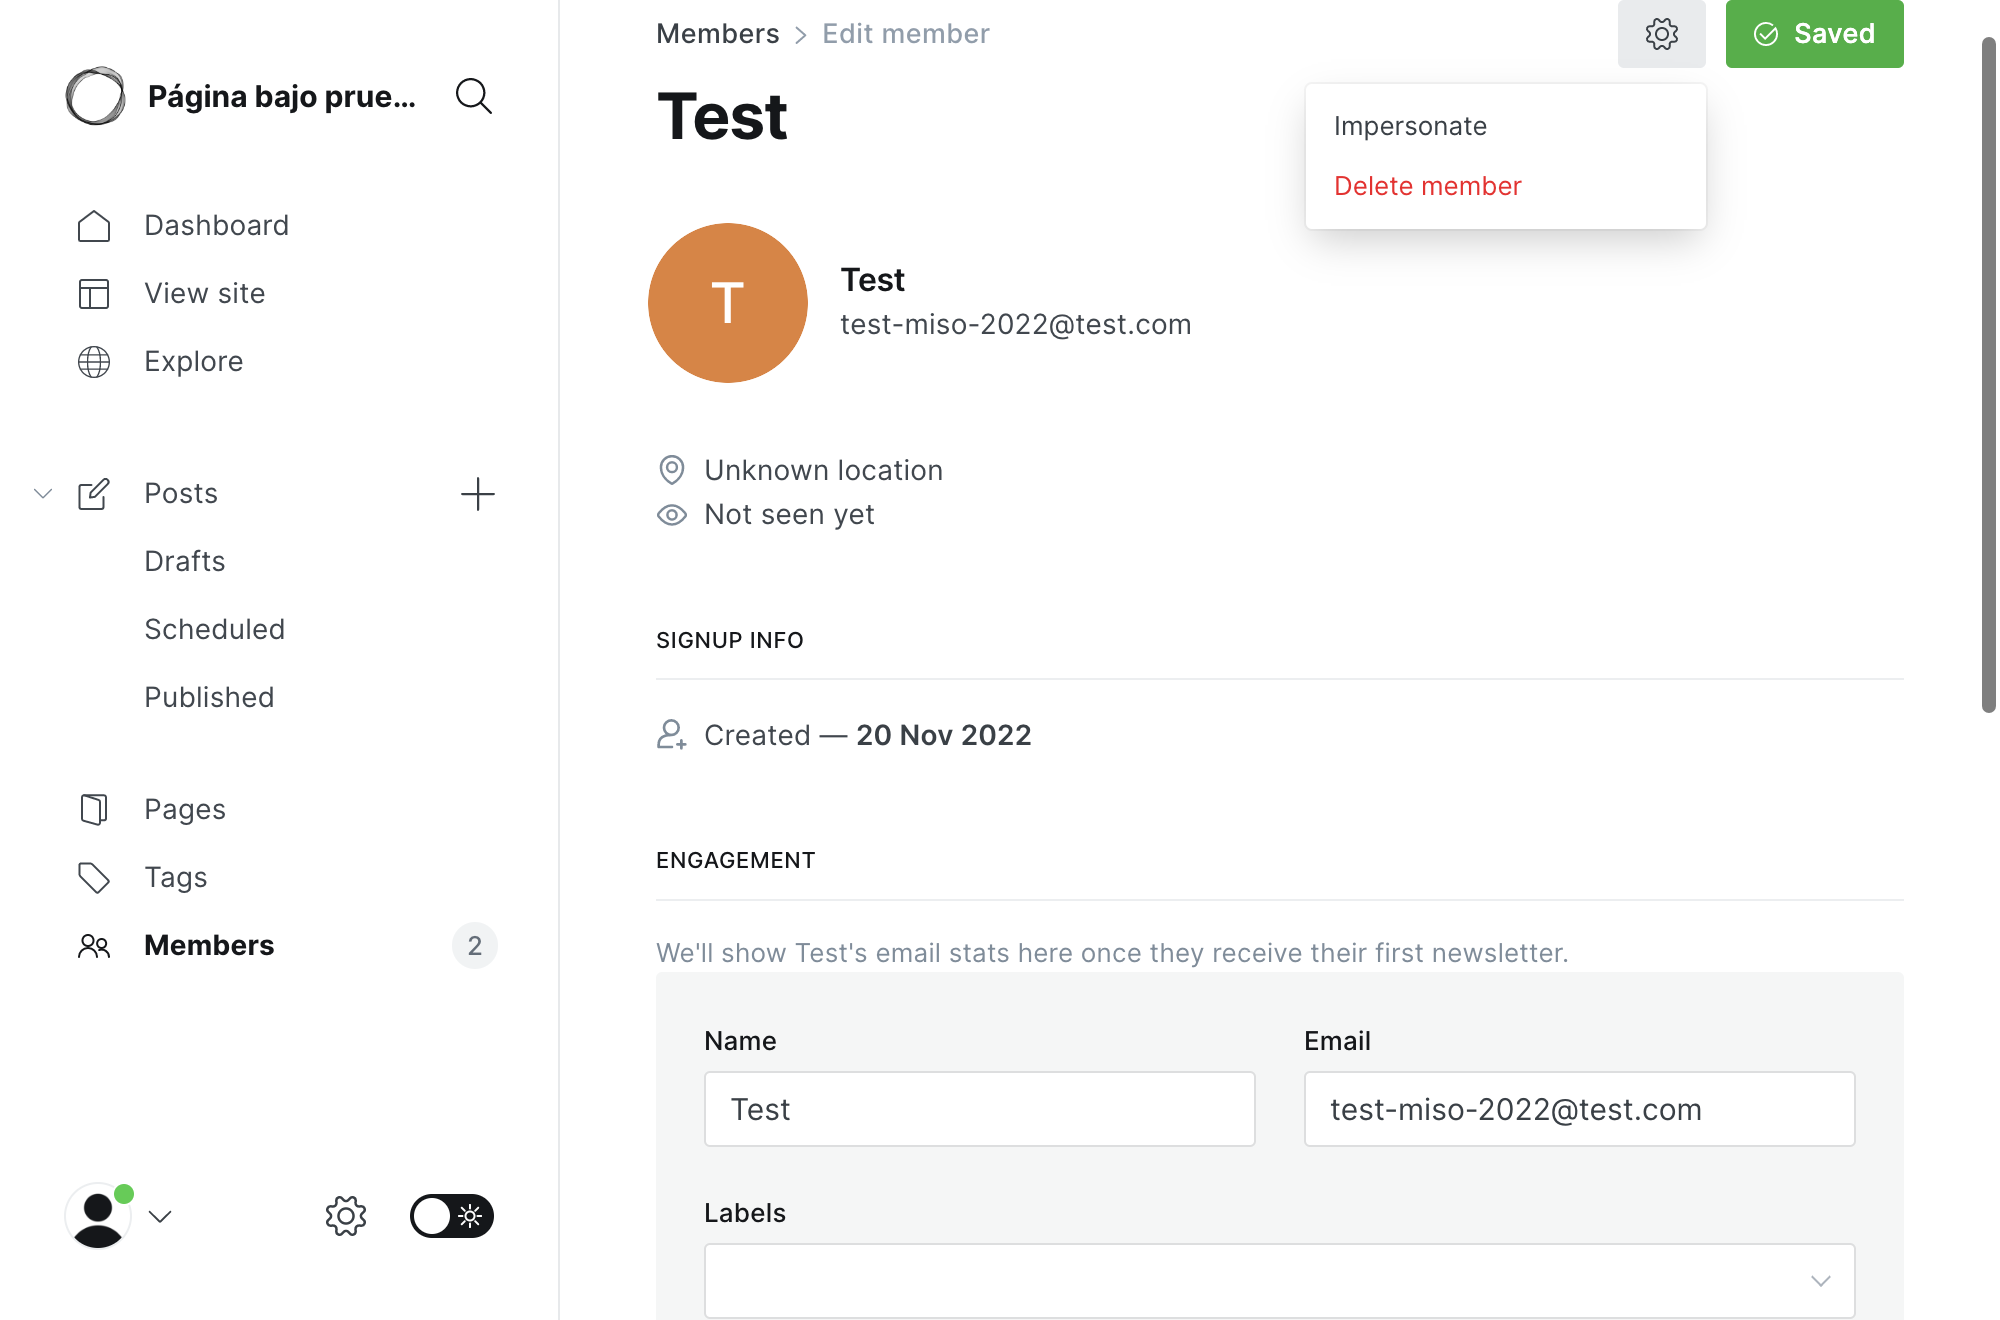 Página bajo prue...
Dashboard
View site
Explore
Posts
Drafts
Scheduled
Published
Pages
Tags
Members
2
Members > Edit member
Saved
Test
Impersonate
Delete member
T
Test
test-miso-2022@test.com
Unknown location
Not seen yet
SIGNUP INFO
Created — 20 Nov 2022
ENGAGEMENT
We'll show Test's email stats here once they receive their first newsletter.
Name
Email
Test
test-miso-2022@test.com
Labels